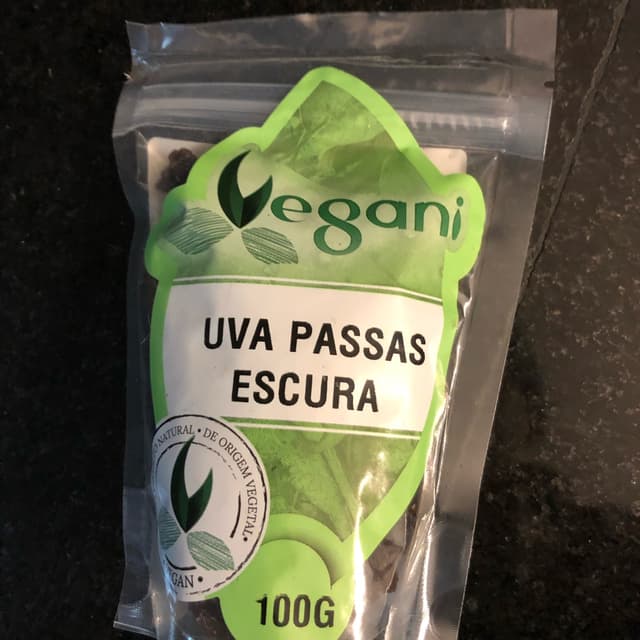 Vegani
UVA PASSAS
ESCURA
NATURAL • DE ORIGEM VEGETAL •
100G